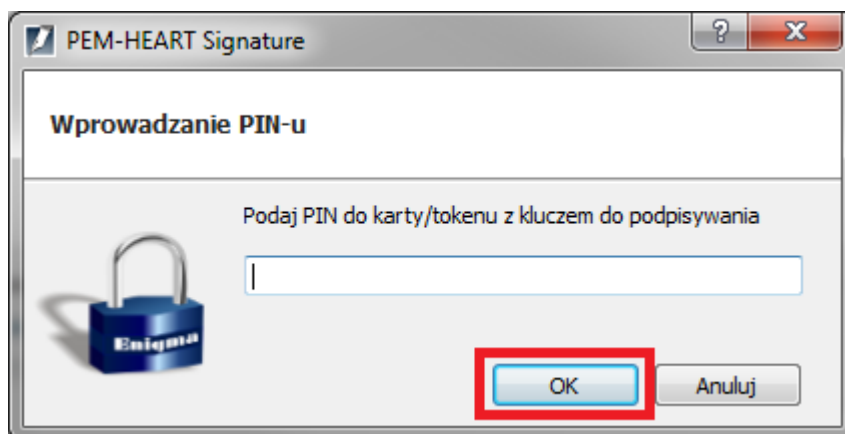 PEM-HEART Signature
Wprowadzanie PIN-u
Podaj PIN do karty/tokenu z kluczem do podpisywania
Enigma
OK Anuluj